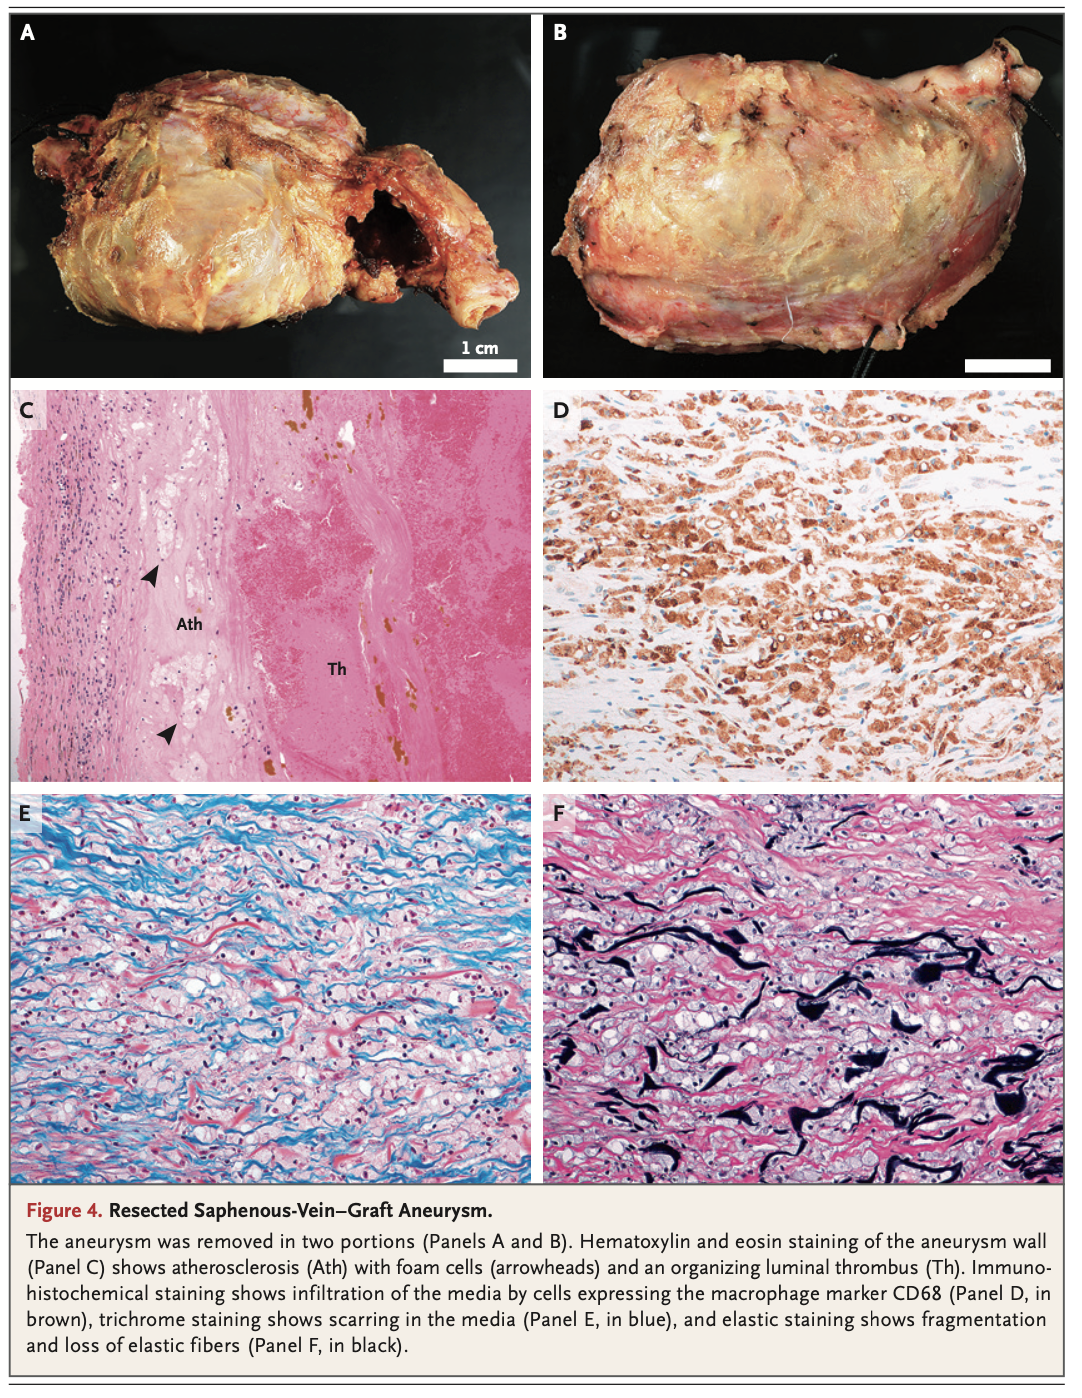 A
B
1 cm
C
D
Ath
Th
E
F
Figure 4. Resected Saphenous-Vein–Graft Aneurysm.
The aneurysm was removed in two portions (Panels A and B). Hematoxylin and eosin staining of the aneurysm wall
(Panel C) shows atherosclerosis (Ath) with foam cells (arrowheads) and an organizing luminal thrombus (Th). Immuno-
histochemical staining shows infiltration of the media by cells expressing the macrophage marker CD68 (Panel D, in
brown), trichrome staining shows scarring in the media (Panel E, in blue), and elastic staining shows fragmentation
and loss of elastic fibers (Panel F, in black).